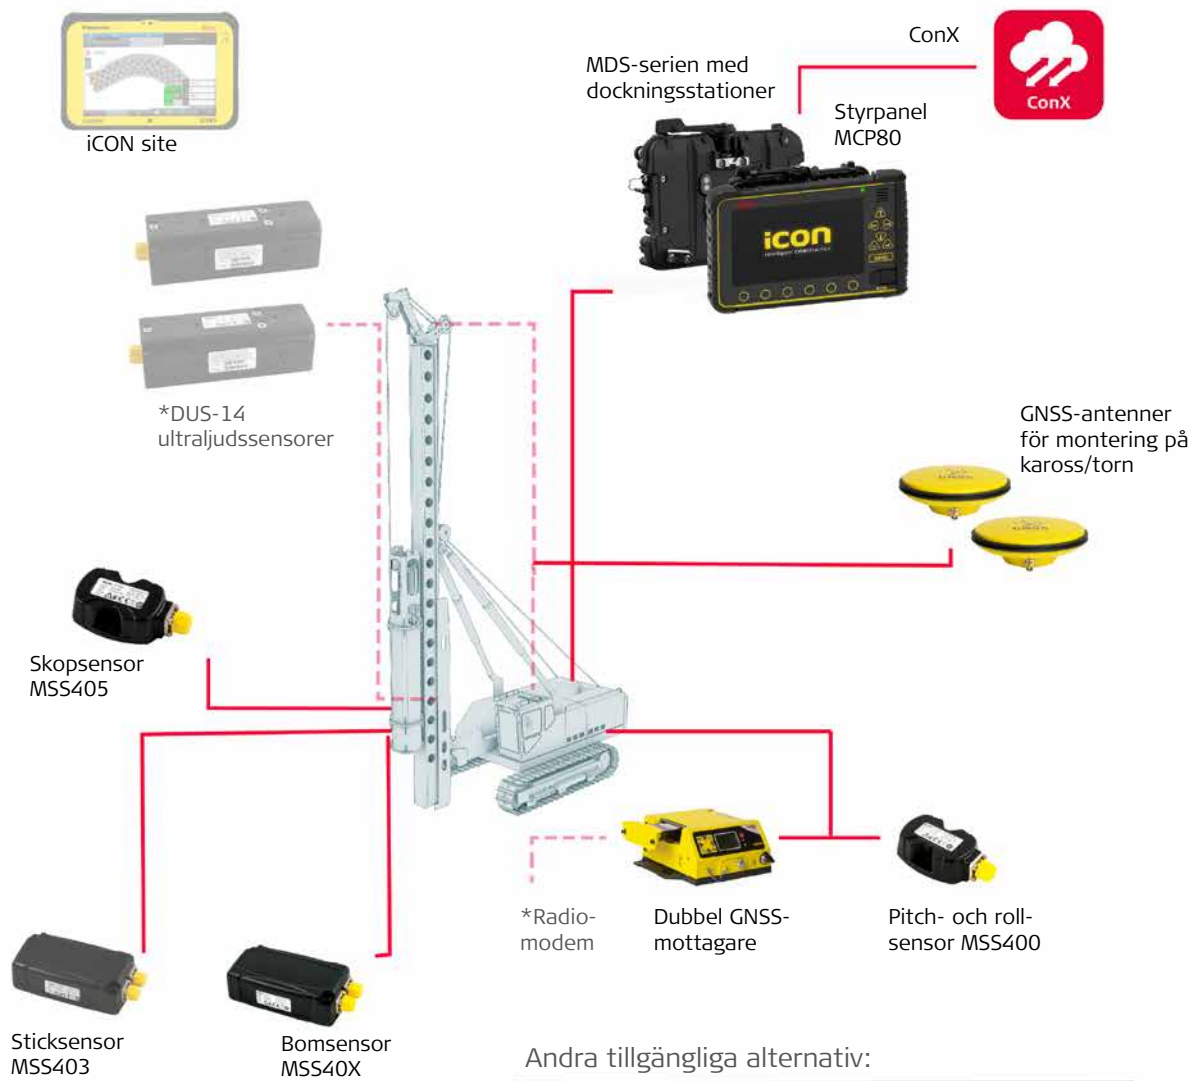 ConX
MDS-serien med
dockningsstationer
ConX
Styrpanel
MCP80
iCON site
icon
*DUS-14
ultraljudssensorer
GNSS-antenner
för montering på
kaross/torn
Skopsensor
MSS405
*Radio-
modem
Dubbel GNSS-
mottagare
Pitch- och roll-
sensor MSS400
Sticksensor
MSS403
Bomsensor
MSS40X
Andra tillgängliga alternativ: